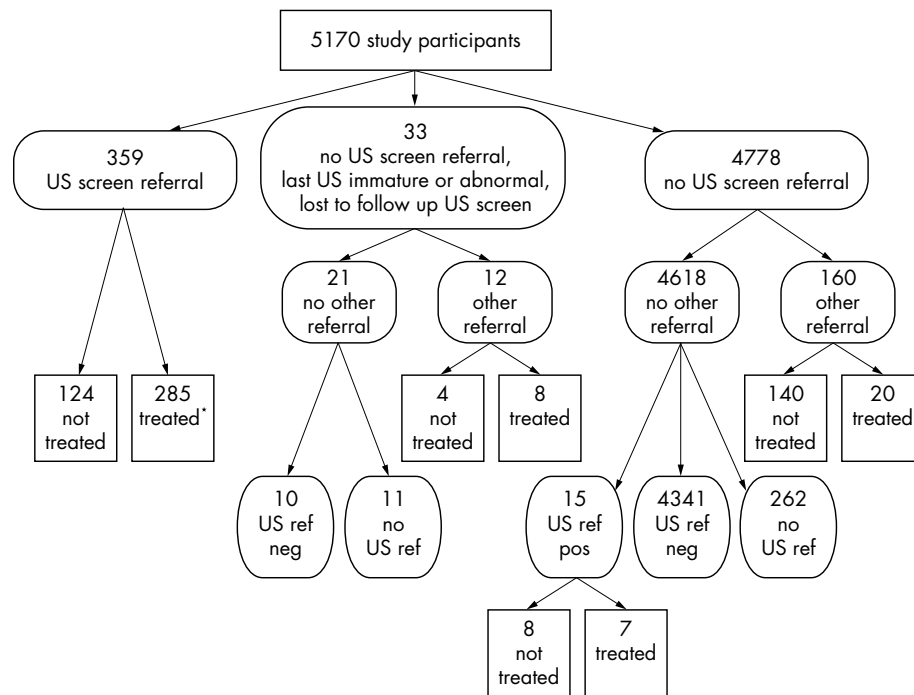 5170 study participants
359
US screen referral
33
no US screen referral,
last US immature or abnormal,
lost to follow up US screen
4778
no US screen referral
21
no other
referral
12
other
referral
4618
no other
referral
160
other
referral
124
not
treated
285
treated*
4
not
treated
8
treated
140
not
treated
20
treated
10
US ref
neg
11
no
US ref
15
US ref
pos
4341
US ref
neg
262
no
US ref
8
not
treated
7
treated